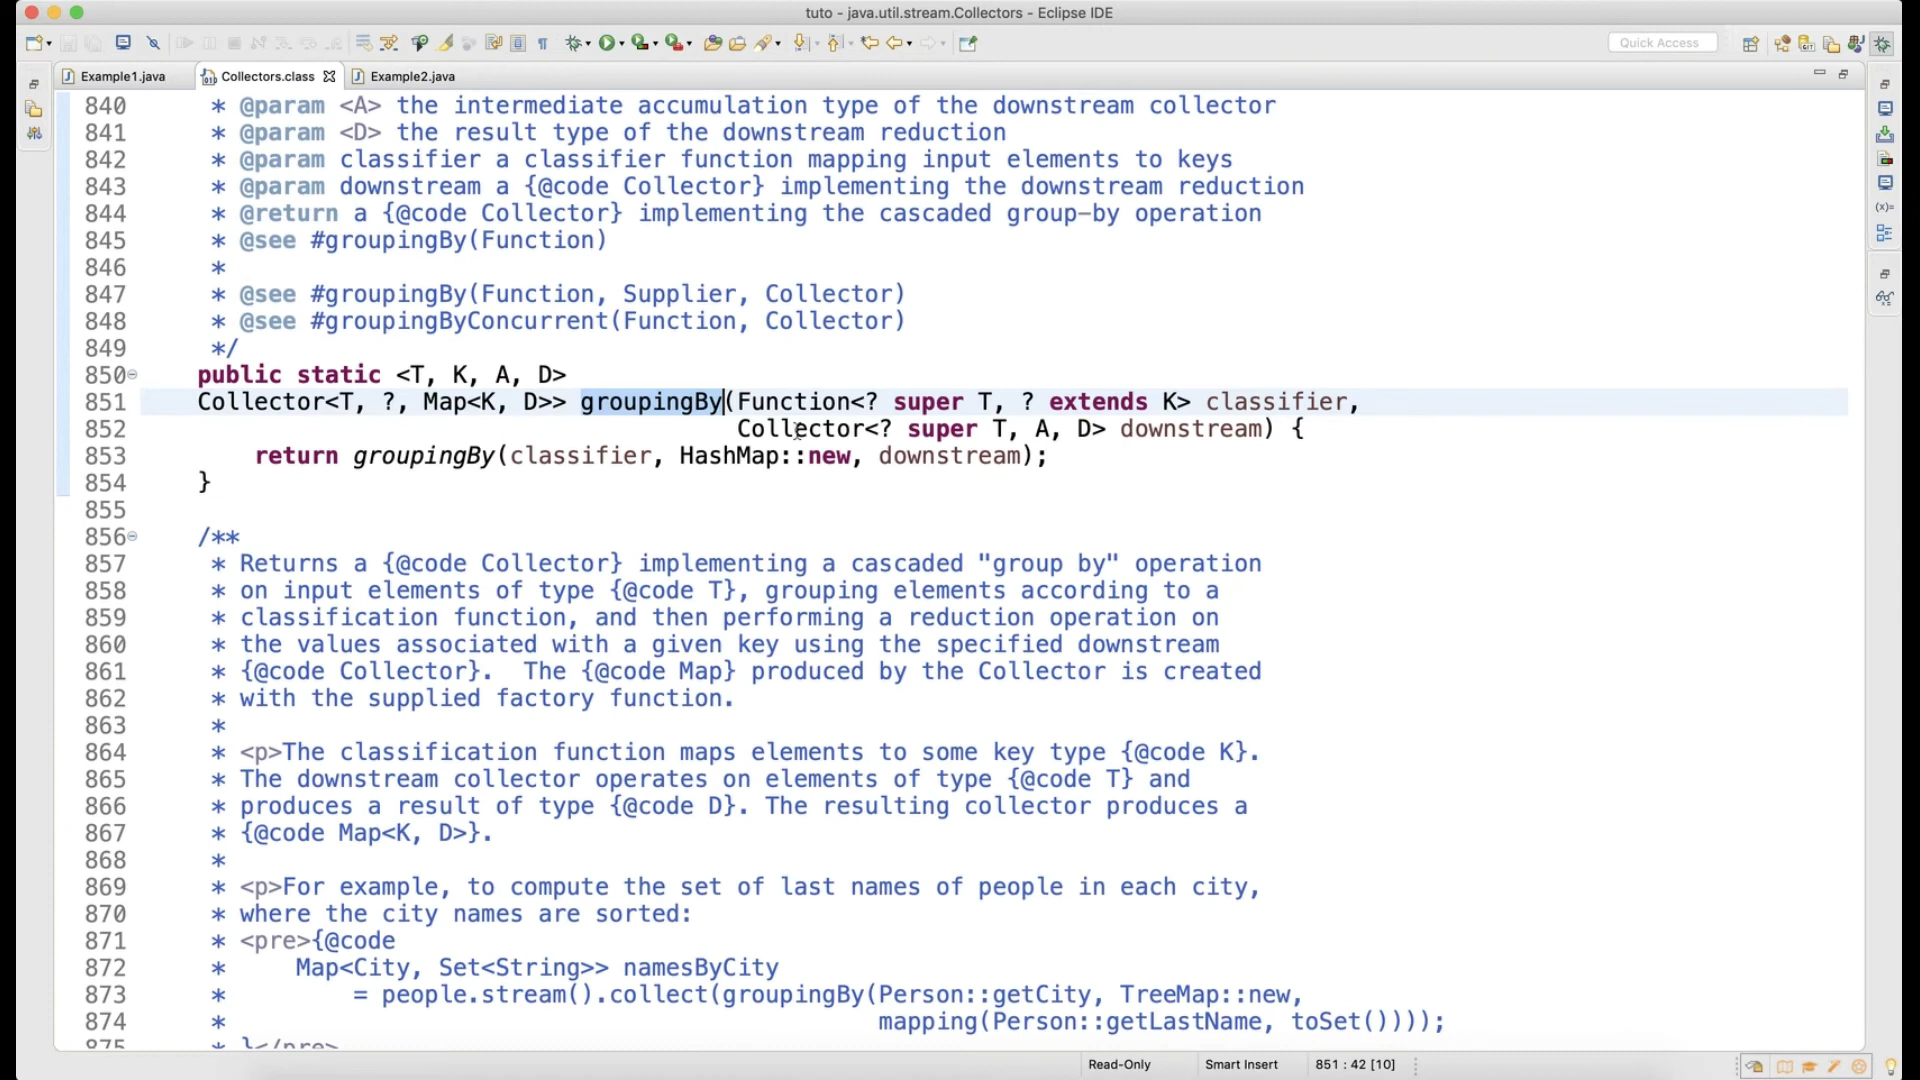 tuto - java.util.stream.Collectors - Eclipse IDE
Quick Access
Example1.java
Collectors.class
Example2.java
840 * @param <A> the intermediate accumulation type of the downstream collector
841 * @param <D> the result type of the downstream reduction
842 * @param classifier a classifier function mapping input elements to keys
843 * @param downstream a {@code Collector} implementing the downstream reduction
844 * @return a {@code Collector} implementing the cascaded group-by operation
845 * @see #groupingBy(Function)
846 *
847 * @see #groupingBy(Function, Supplier, Collector)
848 * @see #groupingByConcurrent(Function, Collector)
849 */
850 public static <T, K, A, D>
851 Collector<T, ?, Map<K, D>> groupingBy(Function<? super T, ? extends K> classifier,
852 Collector<? super T, A, D> downstream) {
853 return groupingBy(classifier, HashMap::new, downstream);
854 }
855
856 /**
857 * Returns a {@code Collector} implementing a cascaded "group by" operation
858 * on input elements of type {@code T}, grouping elements according to a
859 * classification function, and then performing a reduction operation on
860 * the values associated with a given key using the specified downstream
861 * {@code Collector}.  The {@code Map} produced by the Collector is created
862 * with the supplied factory function.
863 *
864 * <p>The classification function maps elements to some key type {@code K}.
865 * The downstream collector operates on elements of type {@code T} and
866 * produces a result of type {@code D}. The resulting collector produces a
867 * {@code Map<K, D>}.
868 *
869 * <p>For example, to compute the set of last names of people in each city,
870 * where the city names are sorted:
871 * <pre>{@code
872 * Map<City, Set<String>> namesByCity
873 * = people.stream().collect(groupingBy(Person::getCity, TreeMap::new,
874 * mapping(Person::getLastName, toSet())));
875 * }</pre>
Read-Only
Smart Insert
851 : 42 [10]